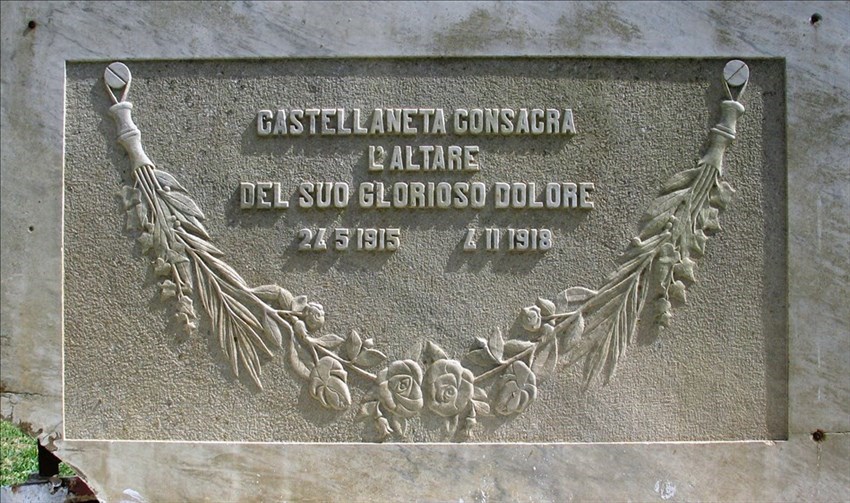 CASTELLANETA CONSACRA
L'ALTARE
DEL SUO GLORIOSO DOLORE
24 5 1915 4 11 1918